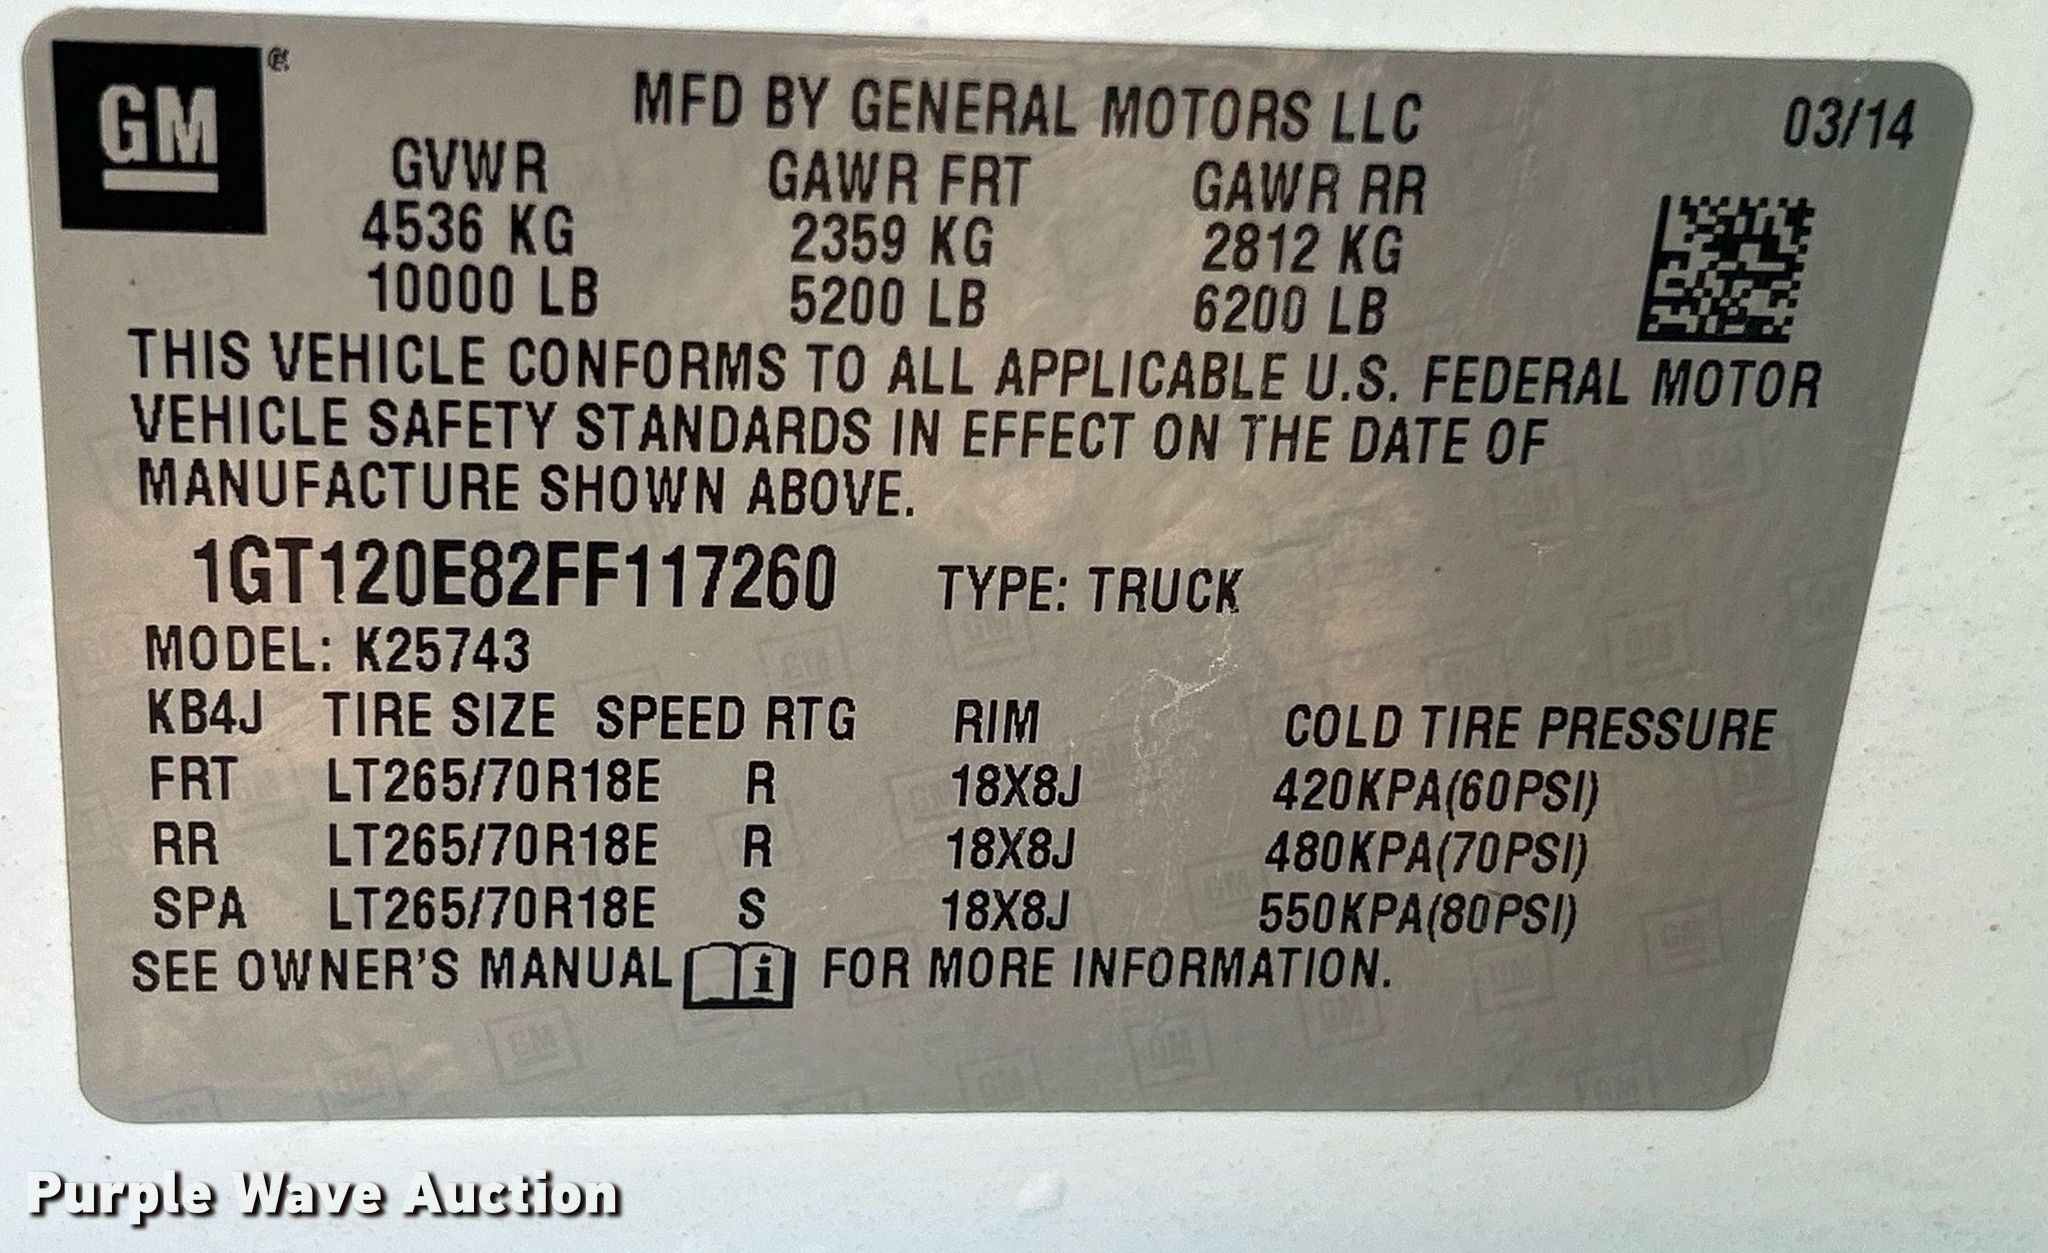 GM
MFD BY GENERAL MOTORS LLC 03/14
GVWR GAWR FRT GAWR RR
4536 KG 2359 KG 2812 KG
10000 LB 5200 LB 6200 LB
THIS VEHICLE CONFORMS TO ALL APPLICABLE U.S. FEDERAL MOTOR
VEHICLE SAFETY STANDARDS IN EFFECT ON THE DATE OF
MANUFACTURE SHOWN ABOVE.
1GT120E82FF117260 TYPE: TRUCK
MODEL: K25743
KB4J TIRE SIZE SPEED RTG RIM COLD TIRE PRESSURE
FRT LT265/70R18E R 18X8J 420KPA(60PSI)
RR LT265/70R18E R 18X8J 480KPA(70PSI)
SPA LT265/70R18E S 18X8J 550KPA(80PSI)
SEE OWNER'S MANUAL i FOR MORE INFORMATION.
Purple Wave Auction